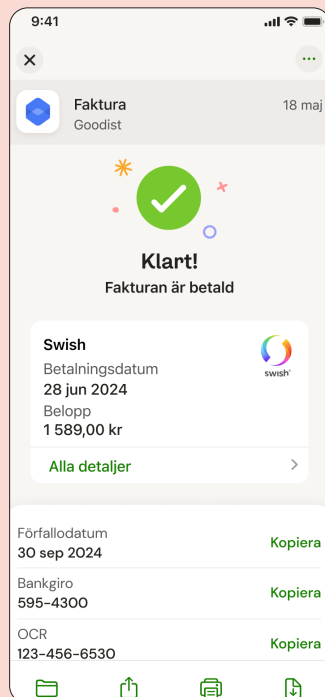 9:41
Faktura
18 maj
Goodist
Klart!
Fakturan är betald
Swish
swish
Betalningsdatum
28 jun 2024
Belopp
1 589,00 kr
Alla detaljer
Förfallodatum
30 sep 2024
Kopiera
Bankgiro
595-4300
Kopiera
OCR
123-456-6530
Kopiera